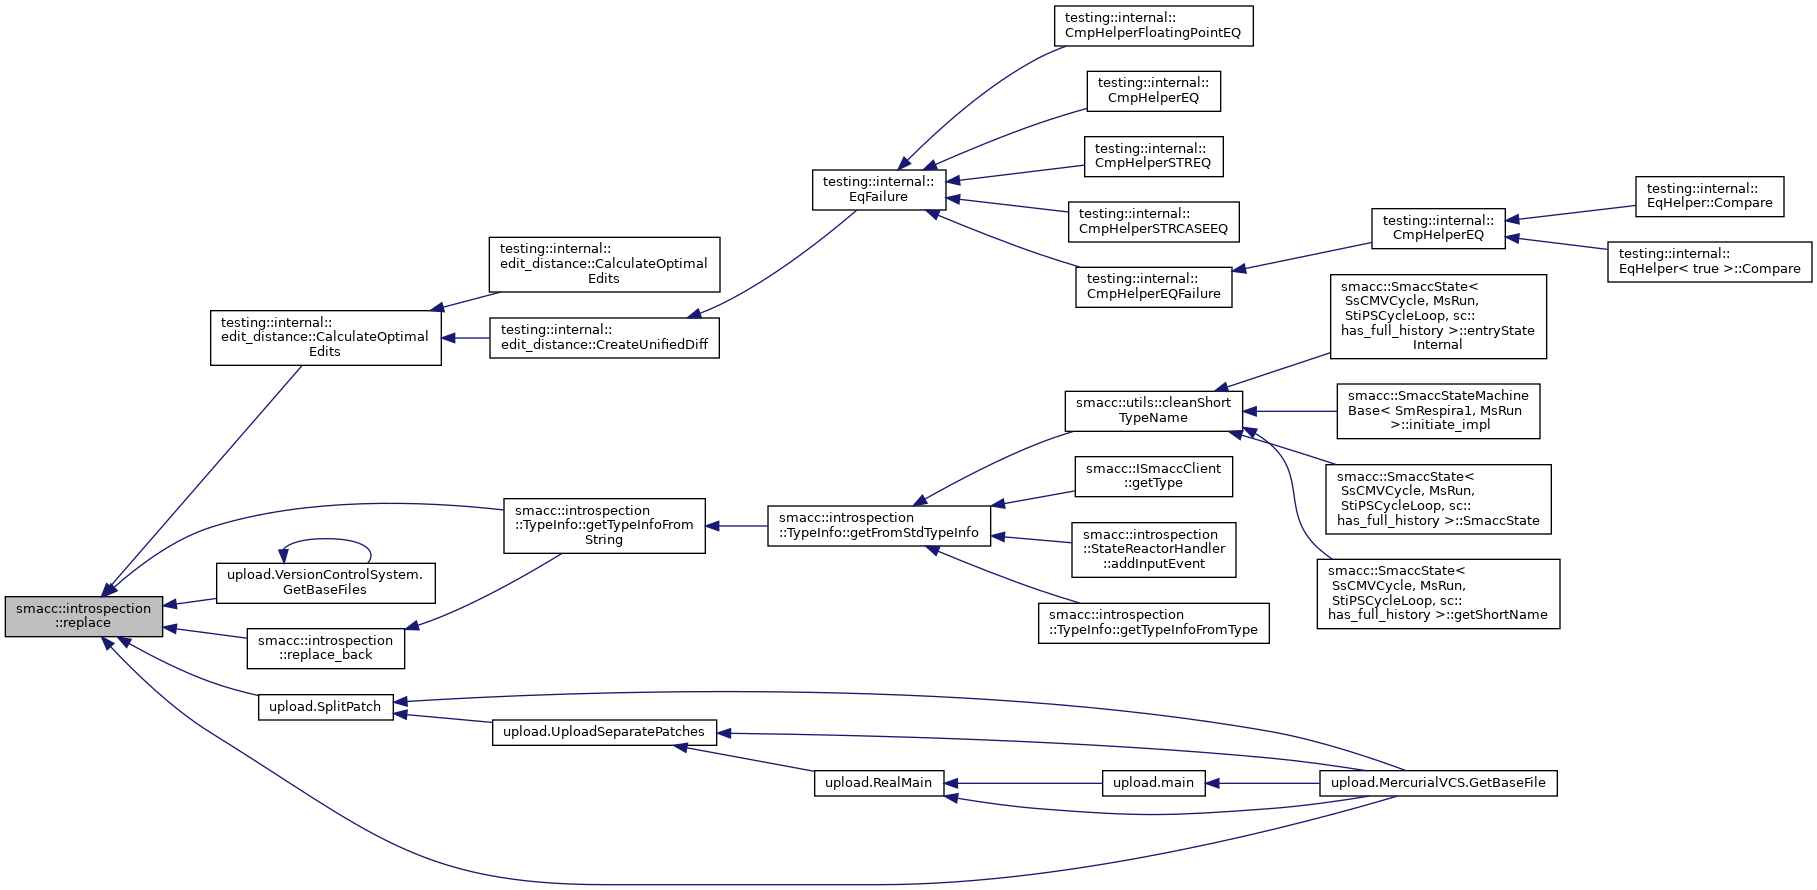 testing::internal::
CmpHelperFloatingPointEQ
testing::internal::
CmpHelperEQ
testing::internal::
CmpHelperSTREQ
testing::internal::
EqFailure
testing::internal::
CmpHelperSTRCASEEQ
testing::internal::
CmpHelperEQFailure
testing::internal::
CmpHelperEQ
testing::internal::
EqHelper::Compare
testing::internal::
EqHelper< true >::Compare
testing::internal::
edit_distance::CalculateOptimal
Edits
testing::internal::
edit_distance::CreateUnifiedDiff
testing::internal::
edit_distance::CalculateOptimal
Edits
smacc::SmaccState<
SsCMVCycle, MsRun,
StiPSCycleLoop, sc::
has_full_history >::entryState
Internal
smacc::utils::cleanShort
TypeName
smacc::SmaccStateMachine
Base< SmRespira1, MsRun
>::initiate_impl
smacc::ISmaccClient
::getType
smacc::SmaccState<
SsCMVCycle, MsRun,
StiPSCycleLoop, sc::
has_full_history >::SmaccState
smacc::introspection
::TypeInfo::getTypeInfoFrom
String
smacc::introspection
::TypeInfo::getFromStdTypeInfo
smacc::introspection
::StateReactorHandler
::addInputEvent
smacc::SmaccState<
SsCMVCycle, MsRun,
StiPSCycleLoop, sc::
has_full_history >::getShortName
smacc::introspection
::TypeInfo::getTypeInfoFromType
upload.VersionControlSystem.
GetBaseFiles
smacc::introspection
::replace
smacc::introspection
::replace_back
upload.SplitPatch
upload.UploadSeparatePatches
upload.RealMain
upload.main
upload.MercurialVCS.GetBaseFile